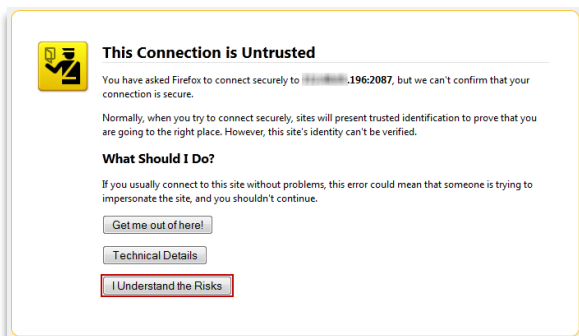 This Connection is Untrusted
You have asked Firefox to connect securely to .196:2087, but we can't confirm that your
connection is secure.
Normally, when you try to connect securely, sites will present trusted identification to prove that you
are going to the right place. However, this site's identity can't be verified.
What Should I Do?
If you usually connect to this site without problems, this error could mean that someone is trying to
impersonate the site, and you shouldn't continue.
Get me out of here!
Technical Details
I Understand the Risks